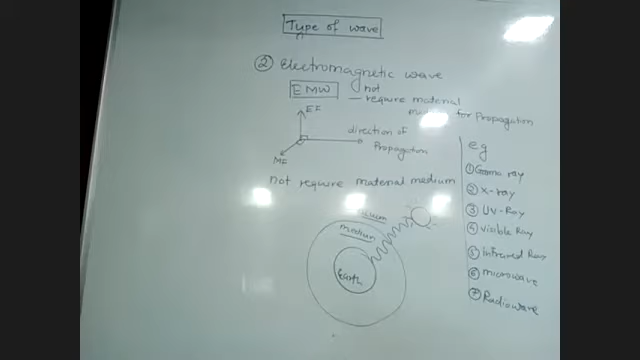 Type of wave
② Electromagnetic wave
EMW
not
— require material
medium for Propagation
EF
direction of
Propagation
MF
not require material medium
medium
Earth
eg
① Gamma ray
② X-ray
③ UV-Ray
④ Visible Ray
⑤ Infrared Ray
⑥ microwave
⑦ Radiowave